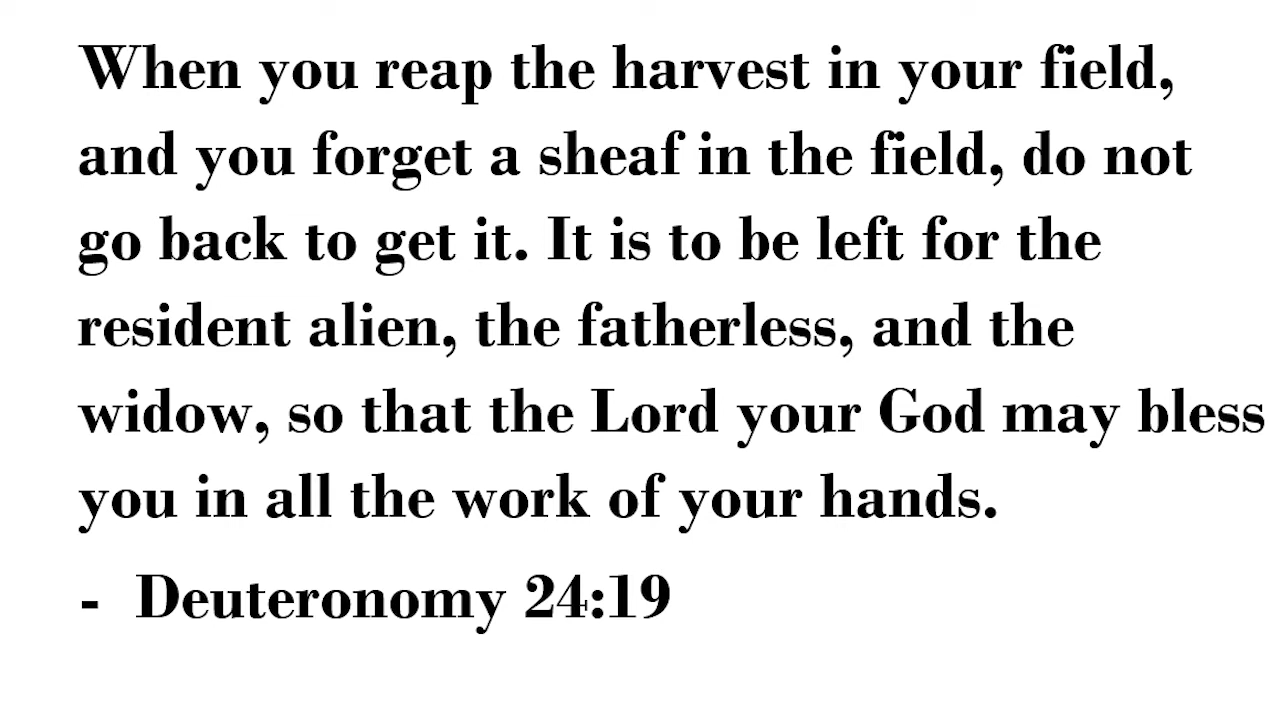 When you reap the harvest in your field,
and you forget a sheaf in the field, do not
go back to get it. It is to be left for the
resident alien, the fatherless, and the
widow, so that the Lord your God may bless
you in all the work of your hands.
- Deuteronomy 24:19